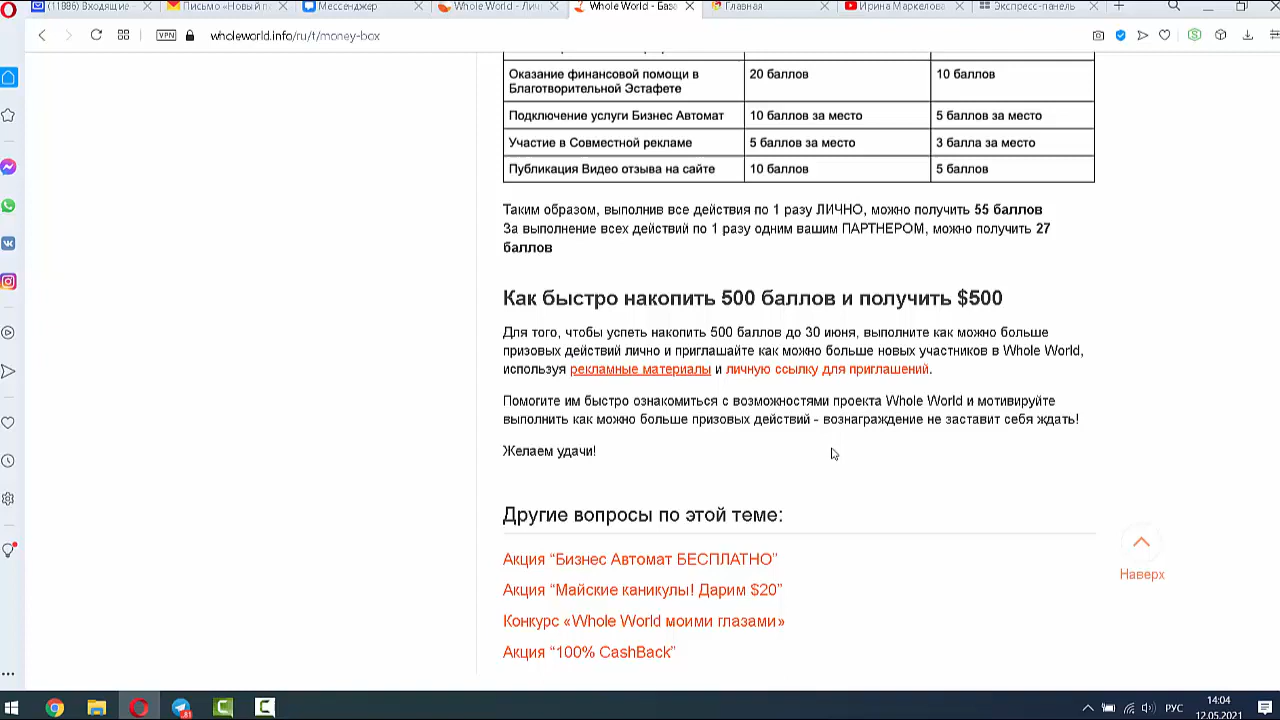 (11886) Входящие -
Письмо «Новый п
Мессенджер
Whole World - Личн
Whole World - База
Главная
Ирина Маркелова
Экспресс-панель
VPN
wholeworld.info/ru/t/money-box
Оказание финансовой помощи в Благотворительной Эстафете 20 баллов 10 баллов
Подключение услуги Бизнес Автомат 10 баллов за место 5 баллов за место
Участие в Совместной рекламе 5 баллов за место 3 балла за место
Публикация Видео отзыва на сайте 10 баллов 5 баллов
Таким образом, выполнив все действия по 1 разу ЛИЧНО, можно получить 55 баллов
За выполнение всех действий по 1 разу одним вашим ПАРТНЕРОМ, можно получить 27
баллов
Как быстро накопить 500 баллов и получить $500
Для того, чтобы успеть накопить 500 баллов до 30 июня, выполните как можно больше
призовых действий лично и приглашайте как можно больше новых участников в Whole World,
используя рекламные материалы и личную ссылку для приглашений.
Помогите им быстро ознакомиться с возможностями проекта Whole World и мотивируйте
выполнить как можно больше призовых действий - вознаграждение не заставит себя ждать!
Желаем удачи!
Другие вопросы по этой теме:
Акция “Бизнес Автомат БЕСПЛАТНО”
Акция “Майские каникулы! Дарим $20”
Конкурс «Whole World моими глазами»
Акция “100% CashBack”
Наверх
81
РУС
14:04
12.05.2021